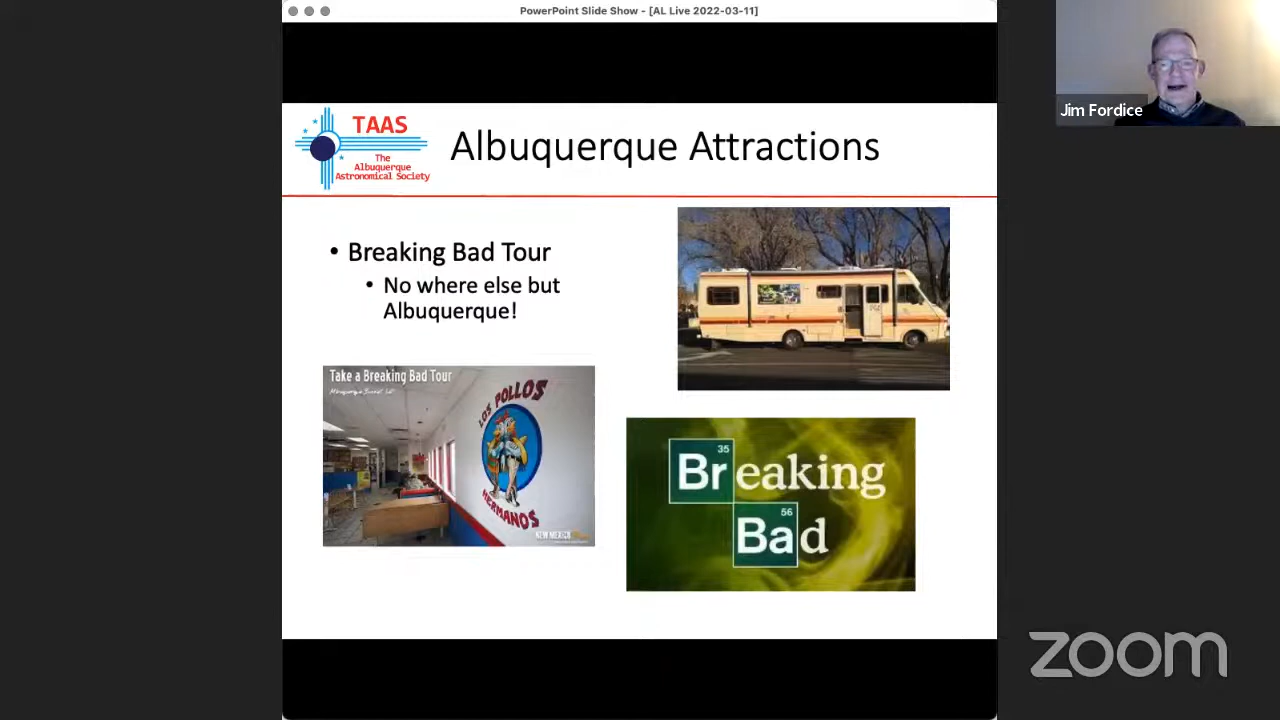 PowerPoint Slide Show - [AL Live 2022-03-11]
Jim Fordice
TAAS
The
Albuquerque
Astronomical Society
Albuquerque Attractions
• Breaking Bad Tour
• No where else but
Albuquerque!
Take a Breaking Bad Tour
LOS POLLOS
HERMANOS
NEW MEXICO
35
Breaking
56
Bad
zoom